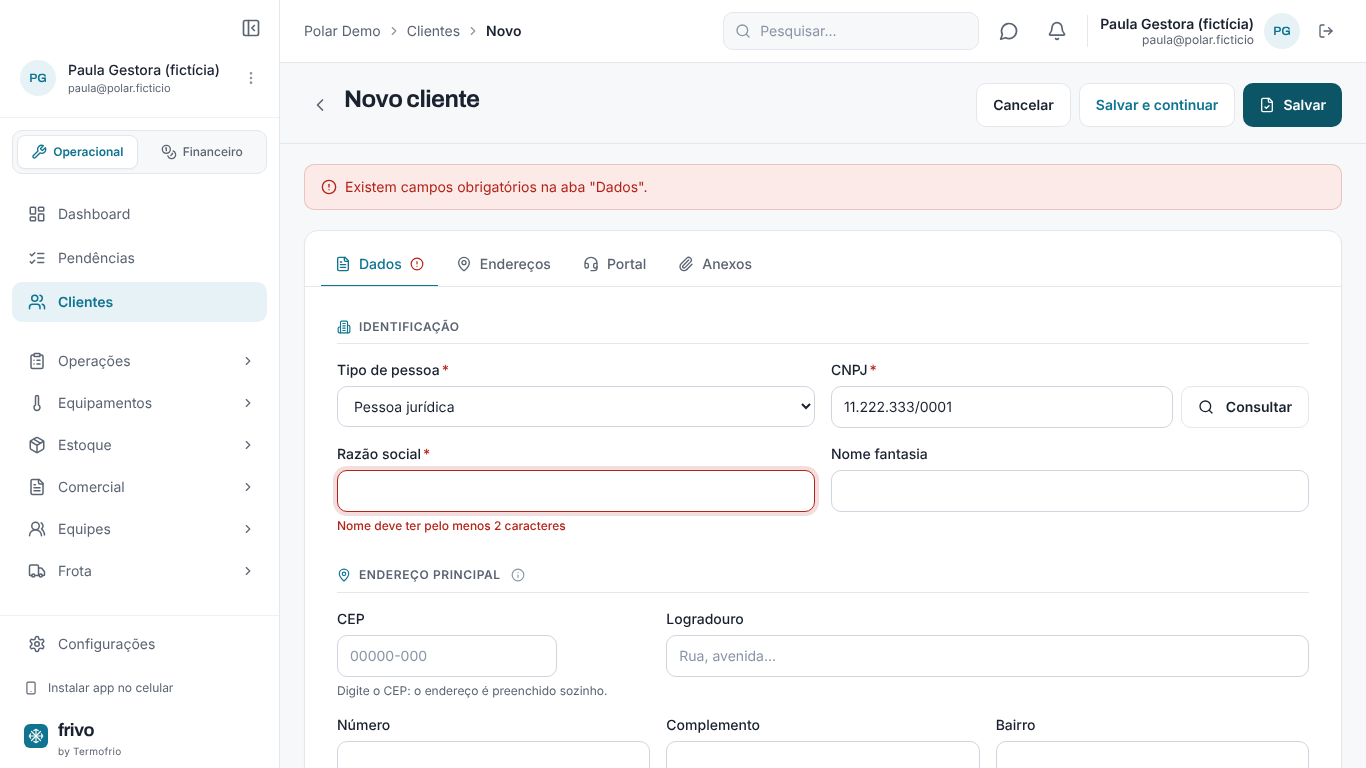 Polar Demo > Clientes > Novo
Pesquisar...
Paula Gestora (fictícia)
paula@polar.ficticio
PG
PG
Paula Gestora (fictícia)
paula@polar.ficticio
Operacional
Financeiro
Dashboard
Pendências
Clientes
Operações
Equipamentos
Estoque
Comercial
Equipes
Frota
Configurações
Instalar app no celular
frivo
by Termofrio
Novo cliente
Cancelar
Salvar e continuar
Salvar
Existem campos obrigatórios na aba "Dados".
Dados
Endereços
Portal
Anexos
IDENTIFICAÇÃO
Tipo de pessoa*
Pessoa jurídica
CNPJ*
11.222.333/0001
Consultar
Razão social*
Nome deve ter pelo menos 2 caracteres
Nome fantasia
ENDEREÇO PRINCIPAL
CEP
00000-000
Digite o CEP: o endereço é preenchido sozinho.
Logradouro
Rua, avenida...
Número
Complemento
Bairro